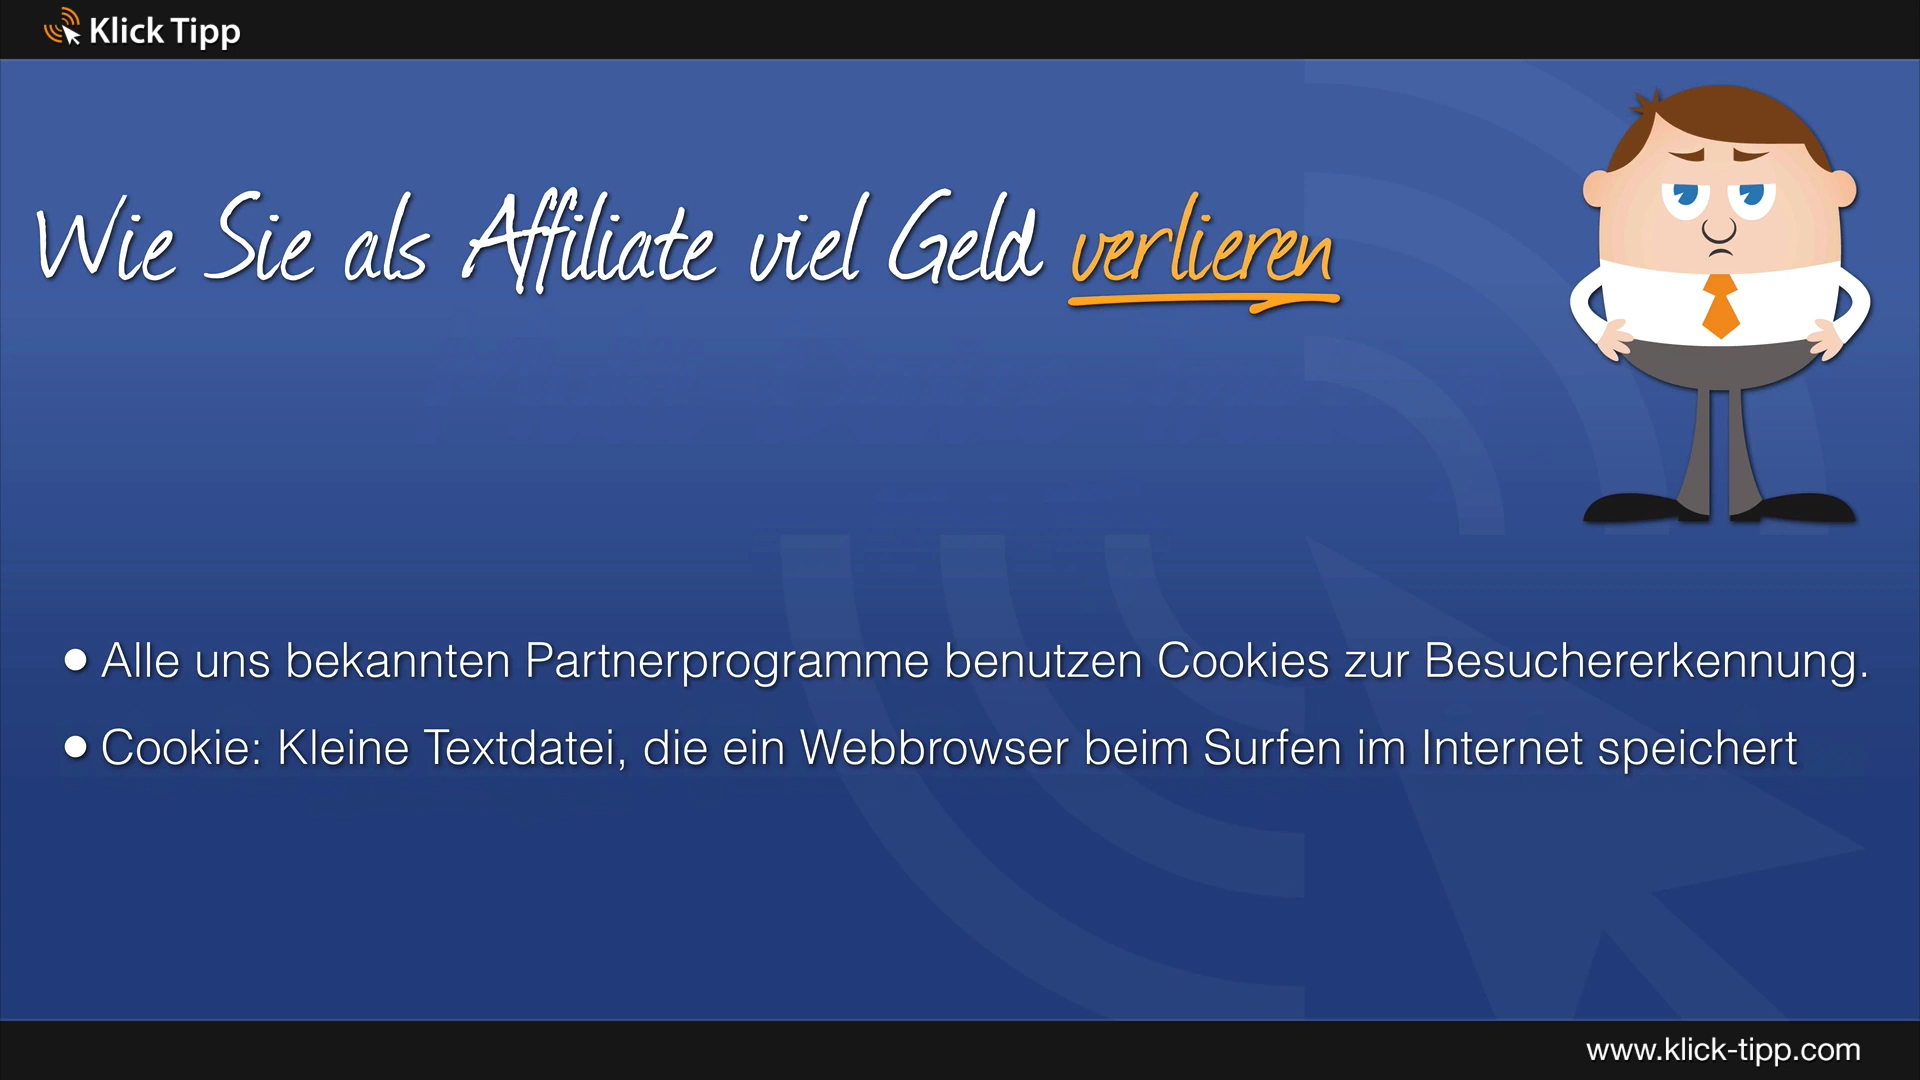 Klick Tipp
Wie Sie als Affiliate viel Geld verlieren
• Alle uns bekannten Partnerprogramme benutzen Cookies zur Besuchererkennung.
• Cookie: Kleine Textdatei, die ein Webbrowser beim Surfen im Internet speichert
www.klick-tipp.com